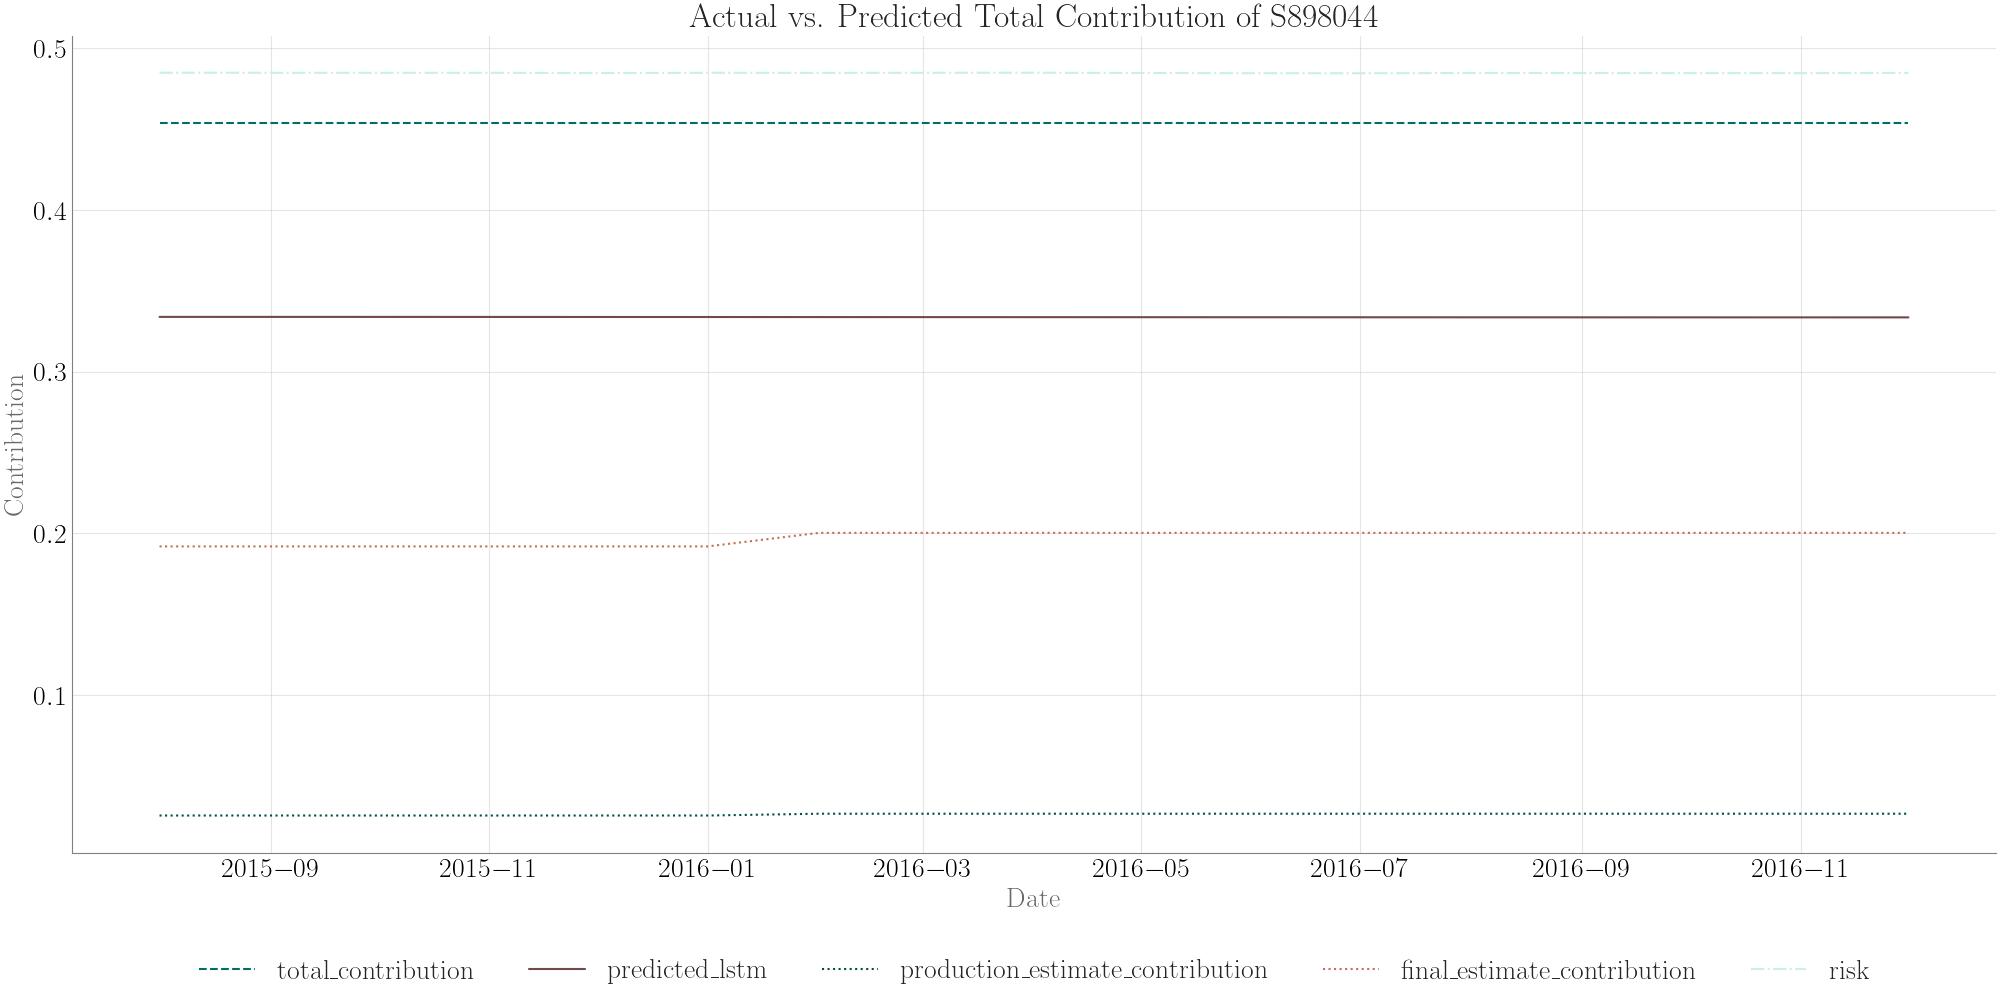 Actual vs. Predicted Total Contribution of S898044
0.5
0.4
0.3
0.2
0.1
Contribution
2015–09 2015–11 2016–01 2016–03 2016–05 2016–07 2016–09 2016–11
Date
total_contribution predicted_lstm production_estimate_contribution final_estimate_contribution risk